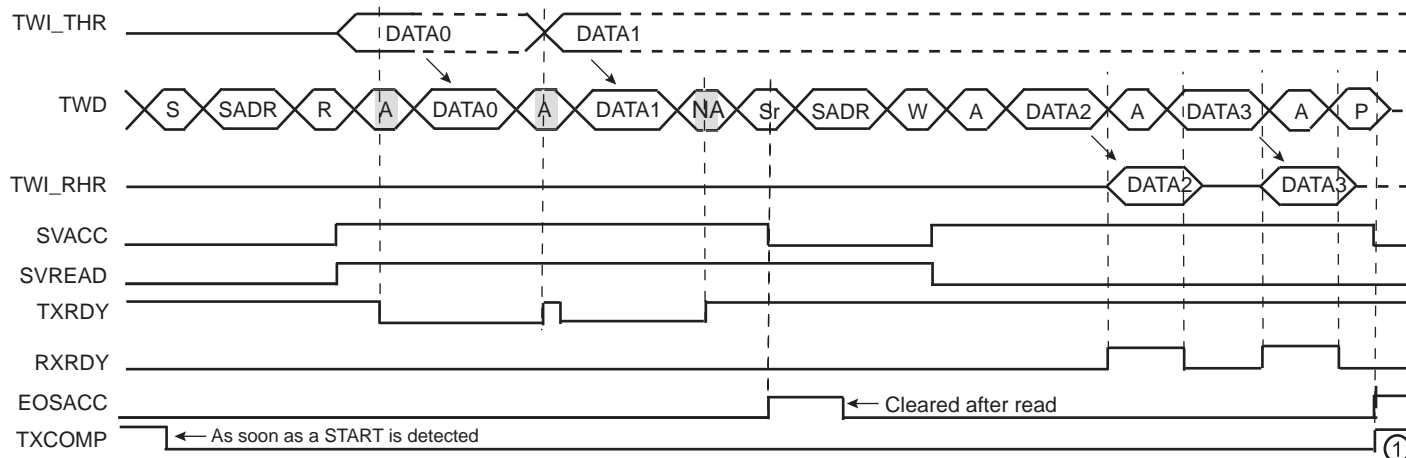 TWI_THR DATA0 DATA1
TWD S SADR R A DATA0 A DATA1 NA Sr SADR W A DATA2 A DATA3 A P
TWI_RHR DATA2 DATA3
SVACC
SVREAD
TXRDY
RXRDY
EOSACC Cleared after read
TXCOMP As soon as a START is detected 1